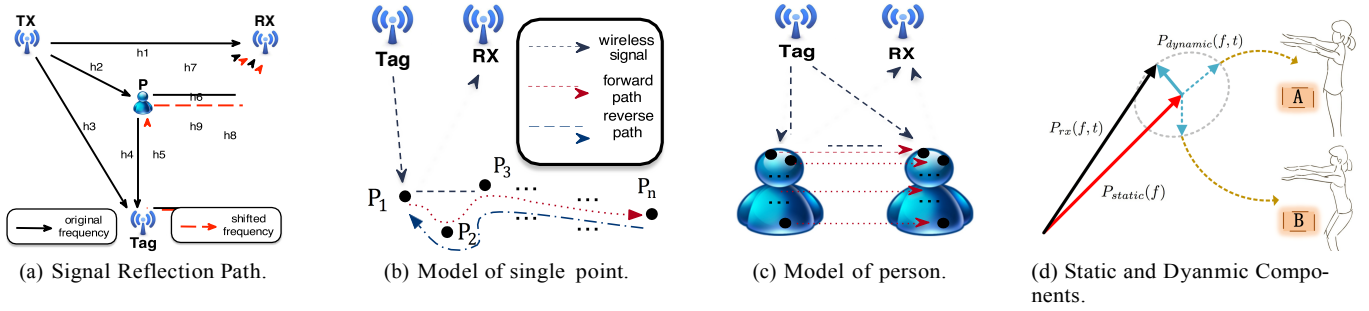 TX
RX
h1
h7
h2
P
h6
h3
h9
h8
h4
h5
original
frequency
Tag
shifted
frequency
(a) Signal Reflection Path.
Tag
RX
wireless
signal
forward
path
reverse
path
P1
P3
...
...
Pn
P2
...
...
(b) Model of single point.
Tag
RX
...
...
...
...
(c) Model of person.
Pdynamic(f, t)
A
Prx(f, t)
Pstatic(f)
B
(d) Static and Dyanmic Compo-
nents.